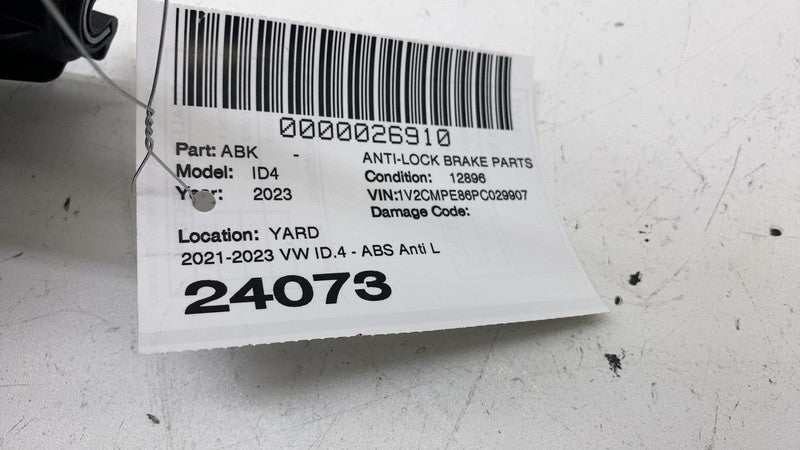 0000026910
Part: ABK - ANTI-LOCK BRAKE PARTS
Model: ID4 Condition: 12896
Year: 2023 VIN:1V2CMPE86PC029907
Damage Code:
Location: YARD
2021-2023 VW ID.4 - ABS Anti L
24073